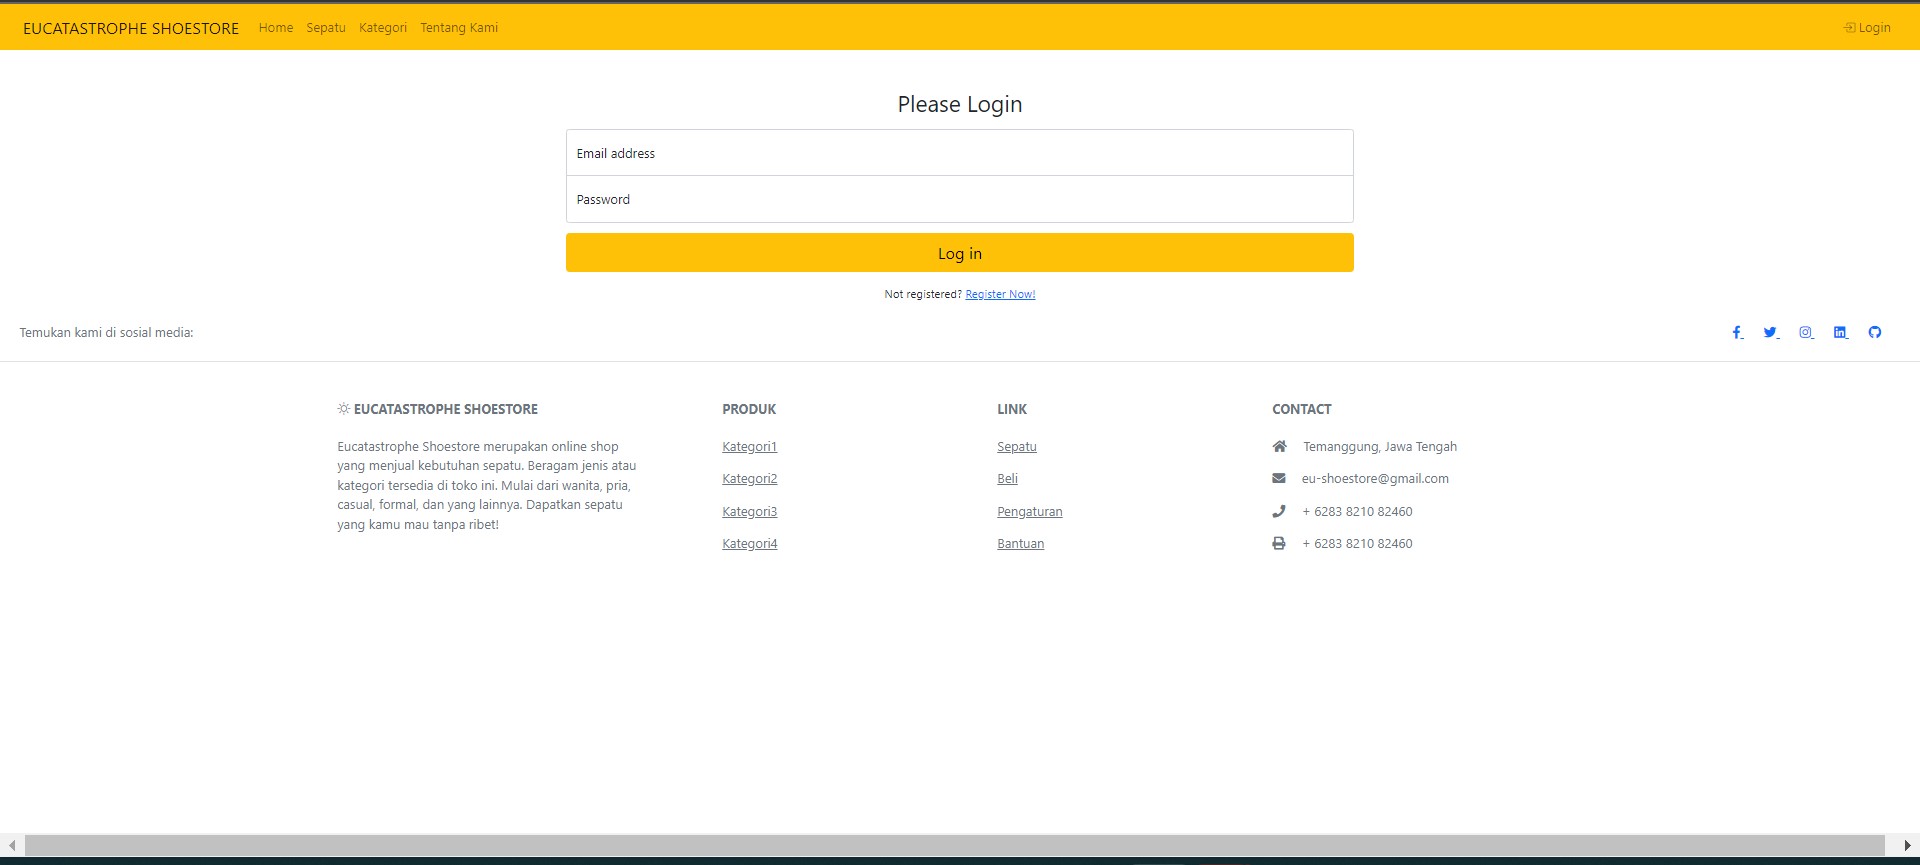 EUCATASTROPHE SHOESTORE Home Sepatu Kategori Tentang Kami Login
Please Login
Email address
Password
Log in
Not registered? Register Now!
Temukan kami di sosial media:
EUCATASTROPHE SHOESTORE
Eucatastrophe Shoestore merupakan online shop
yang menjual kebutuhan sepatu. Beragam jenis atau
kategori tersedia di toko ini. Mulai dari wanita, pria,
casual, formal, dan yang lainnya. Dapatkan sepatu
yang kamu mau tanpa ribet!
PRODUK
Kategori1
Kategori2
Kategori3
Kategori4
LINK
Sepatu
Beli
Pengaturan
Bantuan
CONTACT
Temanggung, Jawa Tengah
eu-shoestore@gmail.com
+ 6283 8210 82460
+ 6283 8210 82460